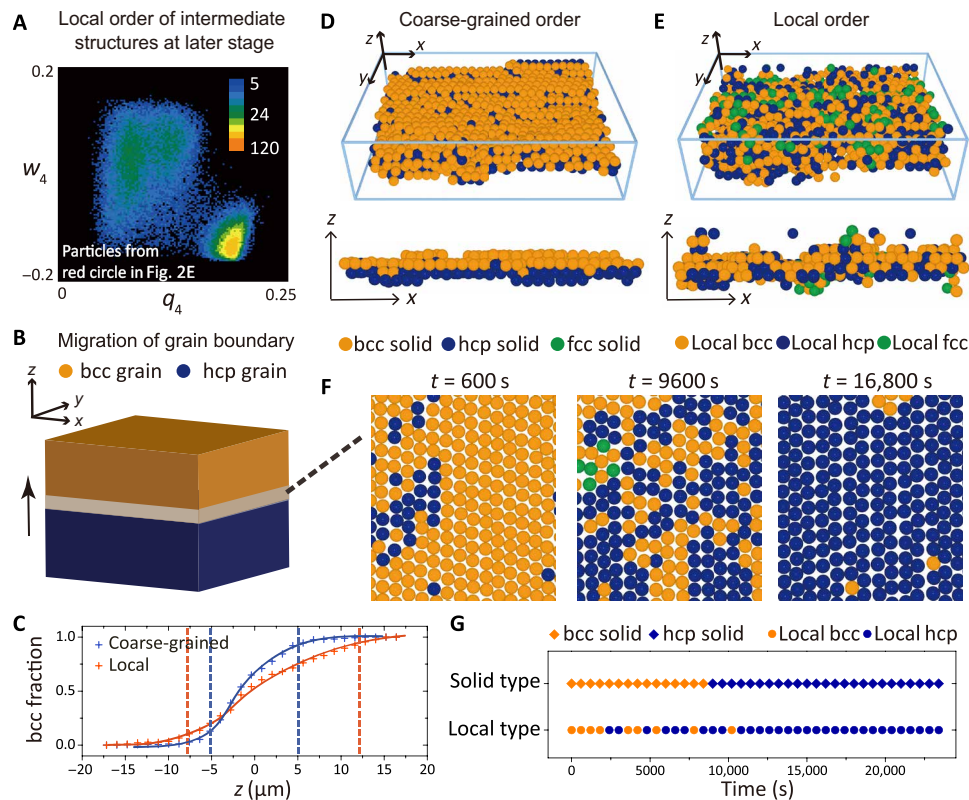 A
Local order of intermediate
structures at later stage
0.2
w4
−0.2
5
24
120
Particles from
red circle in Fig. 2E
0
q4
0.25
B
Migration of grain boundary
bcc grain
hcp grain
z
y
x
C
bcc fraction
1.0
0.5
0.0
Coarse-grained
Local
−20
−15
−10
−5
0
5
10
15
20
z (μm)
D
Coarse-grained order
z
x
y
z
x
bcc solid
hcp solid
fcc solid
E
Local order
z
x
y
z
x
Local bcc
Local hcp
Local fcc
F
t = 600 s
t = 9600 s
t = 16,800 s
G
bcc solid
hcp solid
Local bcc
Local hcp
Solid type
Local type
0
5000
10,000
15,000
20,000
Time (s)